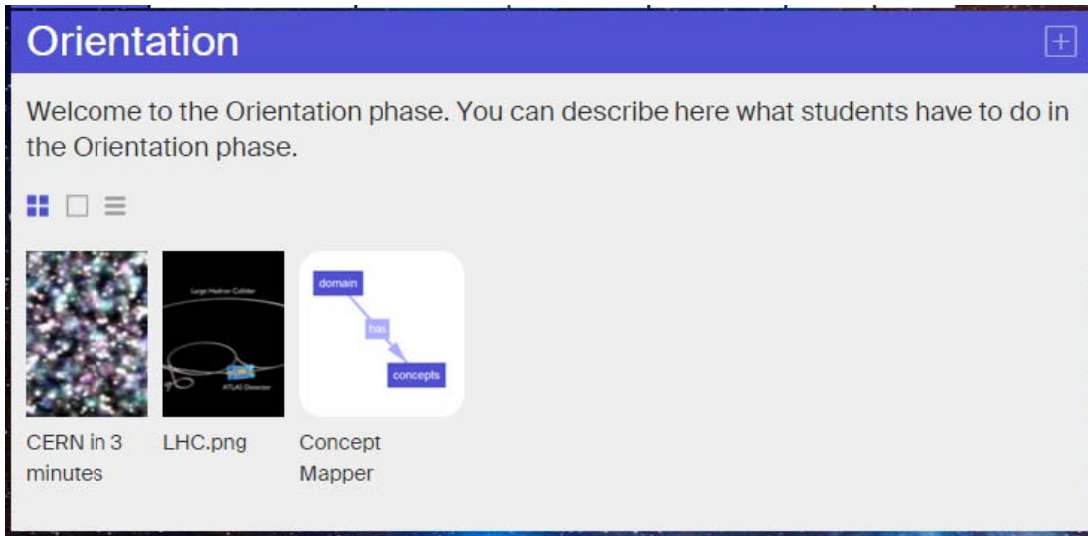 Orientation
Welcome to the Orientation phase. You can describe here what students have to do in
the Orientation phase.
Large Hadron Collider
ATLAS Detector
domain
has
concepts
CERN in 3
minutes
LHC.png
Concept
Mapper